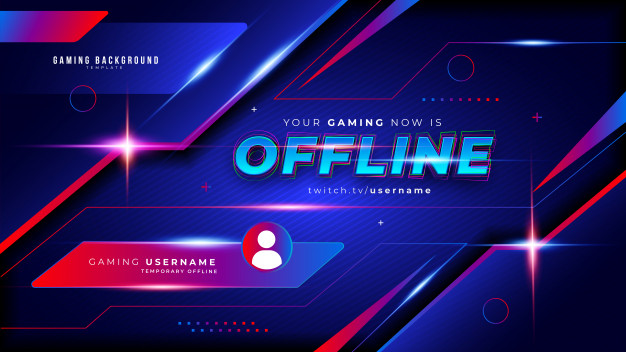 GAMING BACKGROUND
TEMPLATE
YOUR GAMING NOW IS
OFFLINE
twitch.tv/username
GAMING USERNAME
TEMPORARY OFFLINE